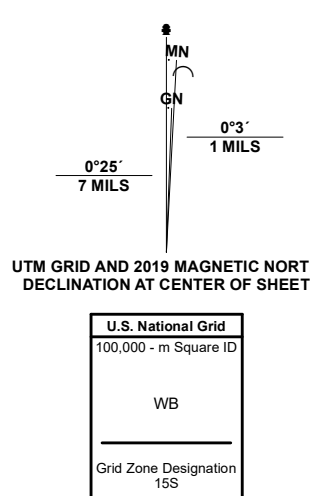 MN
GN
0°3´
1 MILS
0°25´
7 MILS
UTM GRID AND 2019 MAGNETIC NORT
DECLINATION AT CENTER OF SHEET
U.S. National Grid
100,000 - m Square ID
WB
Grid Zone Designation
15S